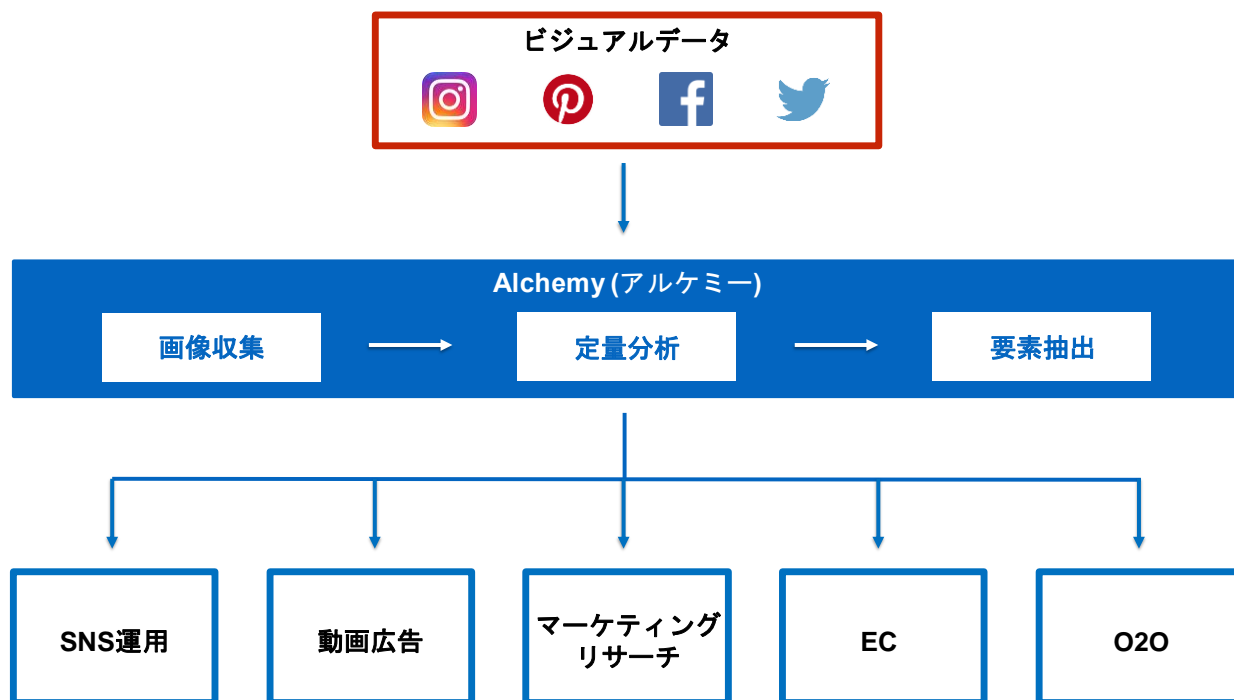 ビジュアルデータ
Alchemy (アルケミー)
画像収集
定量分析
要素抽出
SNS運用
動画広告
マーケティング
リサーチ
EC
O2O